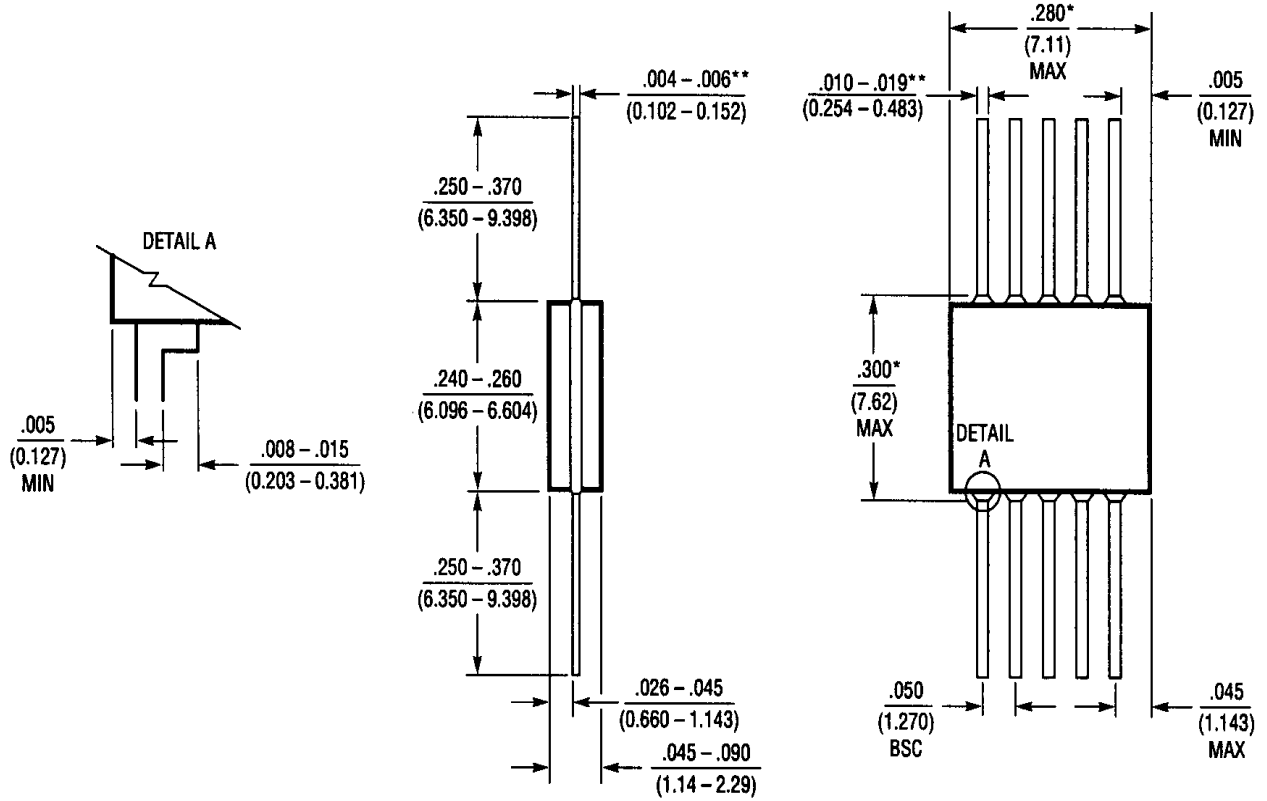 .280*
(7.11)
MAX
.004 – .006**
(0.102 – 0.152)
.010 – .019**
(0.254 – 0.483)
.005
(0.127)
MIN
.250 – .370
(6.350 – 9.398)
DETAIL A
.240 – .260
(6.096 – 6.604)
.300*
(7.62)
MAX
DETAIL
A
.005
(0.127)
MIN
.008 – .015
(0.203 – 0.381)
.250 – .370
(6.350 – 9.398)
.026 – .045
(0.660 – 1.143)
.050
(1.270)
BSC
.045
(1.143)
MAX
.045 – .090
(1.14 – 2.29)